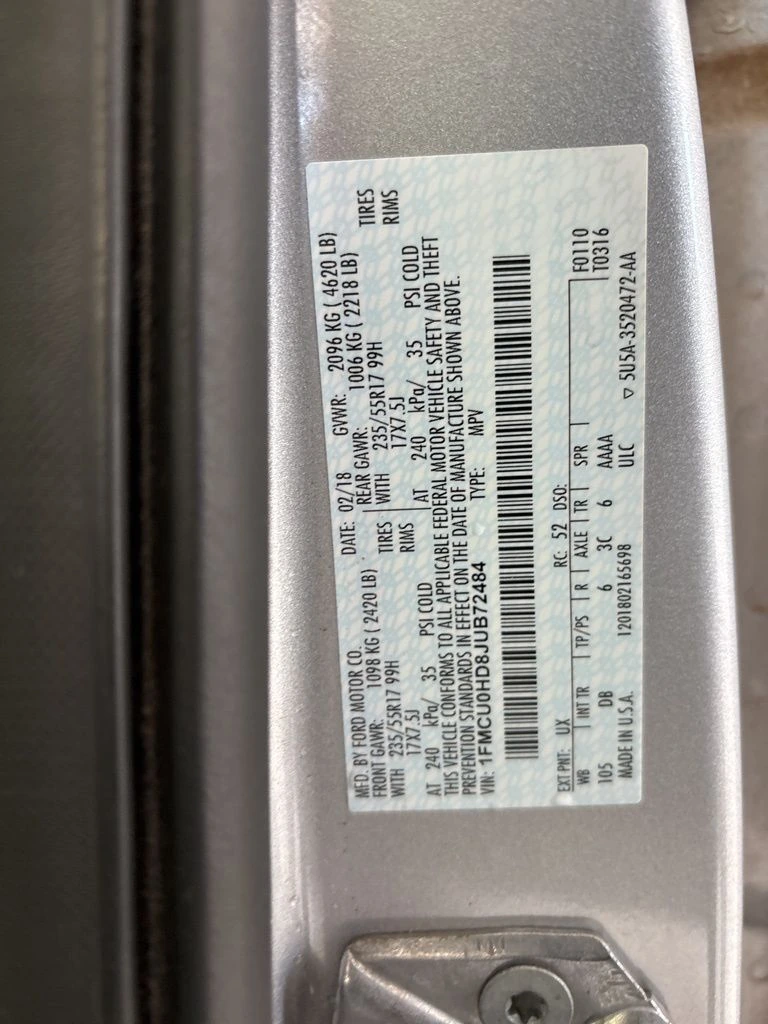 MFD. BY FORD MOTOR CO.
DATE: 02/18 GVWR: 2096 KG ( 4620 LB)
FRONT GAWR: 1098 KG ( 2420 LB) REAR GAWR: 1006 KG ( 2218 LB)
WITH 235/55R17 99H TIRES WITH 235/55R17 99H TIRES
17X7.5J RIMS 17X7.5J RIMS
AT 240 kPa/ 35 PSI COLD AT 240 kPa/ 35 PSI COLD
THIS VEHICLE CONFORMS TO ALL APPLICABLE FEDERAL MOTOR VEHICLE SAFETY AND THEFT
PREVENTION STANDARDS IN EFFECT ON THE DATE OF MANUFACTURE SHOWN ABOVE.
VIN: 1FMCU0HD8JUB72484 TYPE: MPV
EXT PNT: UX RC: 52 DSO:
WB INT TR TP/PS R AXLE TR SPR F0110
105 DB 6 3C 6 AAAA T0316
MADE IN U.S.A. 1201802165698 ULC
▽ 5U5A-3520472-AA